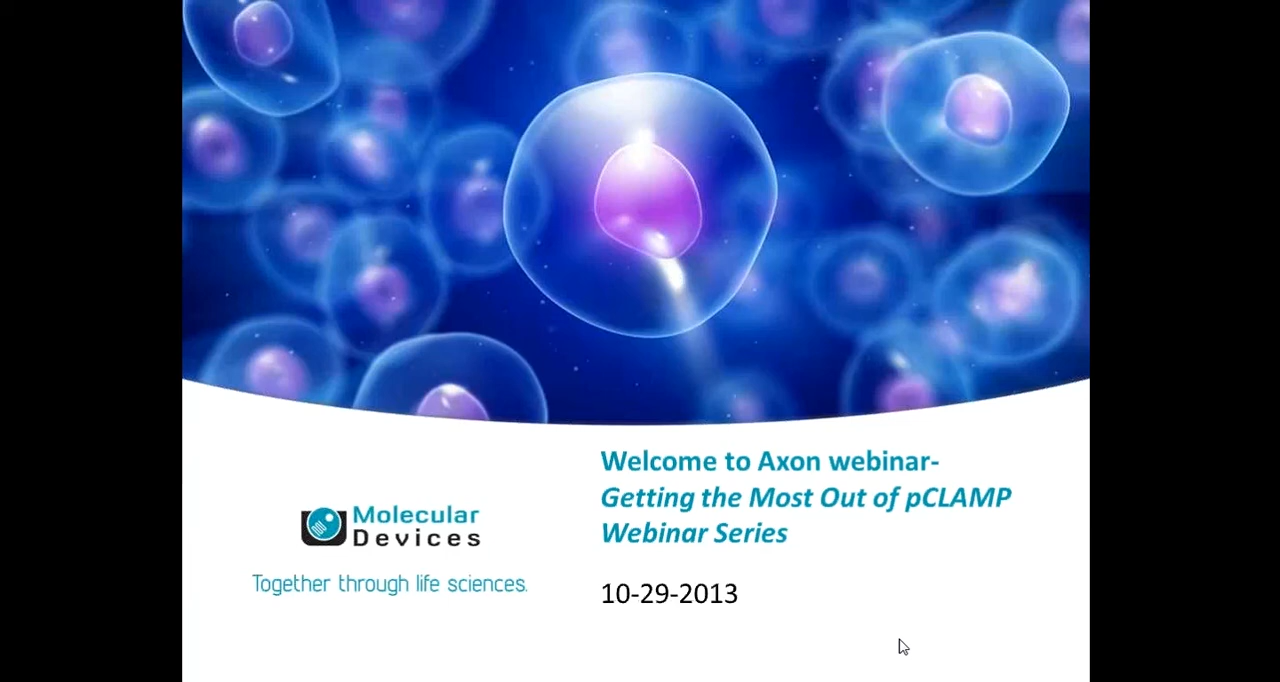 Welcome to Axon webinar-
Getting the Most Out of pCLAMP
Webinar Series
10-29-2013
Molecular
Devices
Together through life sciences.